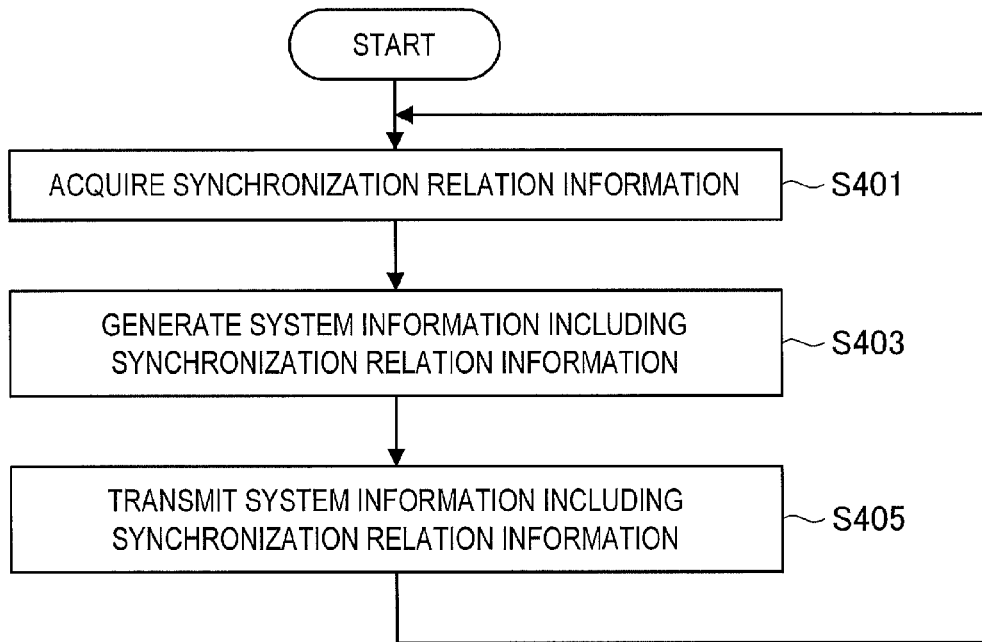 START
ACQUIRE SYNCHRONIZATION RELATION INFORMATION
S401
GENERATE SYSTEM INFORMATION INCLUDING
SYNCHRONIZATION RELATION INFORMATION
S403
TRANSMIT SYSTEM INFORMATION INCLUDING
SYNCHRONIZATION RELATION INFORMATION
S405